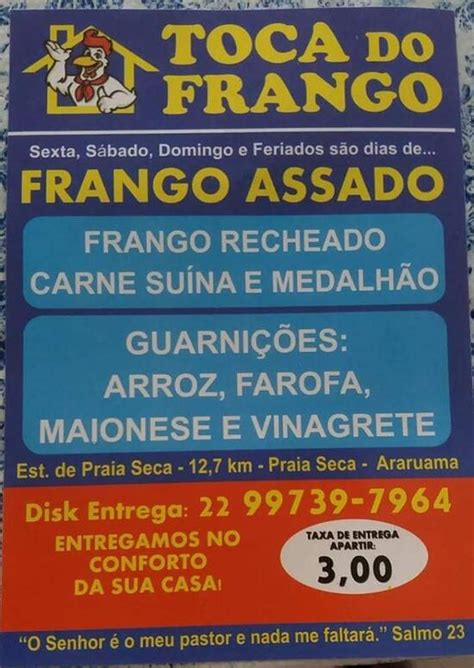 TOCA DO
FRANGO
Sexta, Sábado, Domingo e Feriados são dias de...
FRANGO ASSADO
FRANGO RECHEADO
CARNE SUÍNA E MEDALHÃO
GUARNIÇÕES:
ARROZ, FAROFA,
MAIONESE E VINAGRETE
Est. de Praia Seca - 12,7 km - Praia Seca - Araruama
Disk Entrega: 22 99739-7964
ENTREGAMOS NO
CONFORTO
DA SUA CASA!
TAXA DE ENTREGA
APARTIR:
3,00
"O Senhor é o meu pastor e nada me faltará." Salmo 23